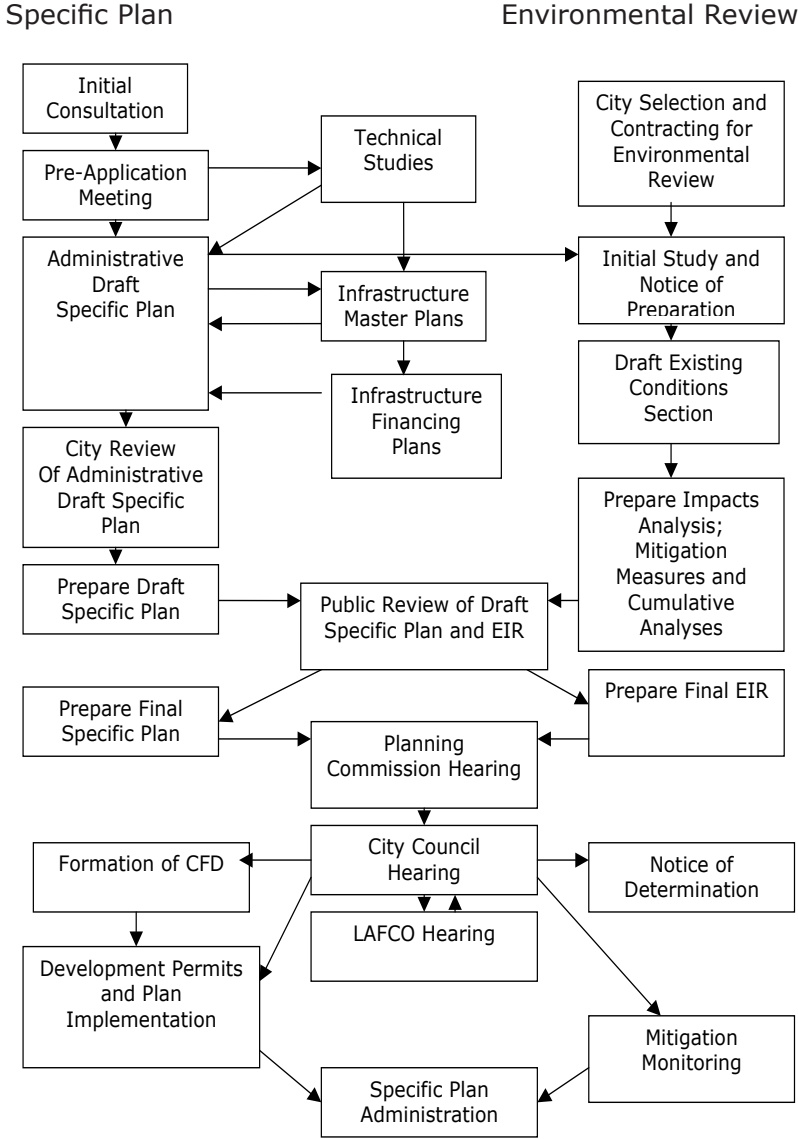 Specific Plan
Environmental Review
Initial
Consultation
Technical
Studies
City Selection and
Contracting for
Environmental
Review
Pre-Application
Meeting
Administrative
Draft
Specific Plan
Initial Study and
Notice of
Preparation
Infrastructure
Master Plans
Draft Existing
Conditions
Section
Infrastructure
Financing
Plans
City Review
Of Administrative
Draft Specific
Plan
Prepare Impacts
Analysis;
Mitigation
Measures and
Cumulative
Analyses
Prepare Draft
Specific Plan
Public Review of Draft
Specific Plan and EIR
Prepare Final
Specific Plan
Prepare Final EIR
Planning
Commission Hearing
City Council
Hearing
Formation of CFD
Notice of
Determination
LAFCO Hearing
Development Permits
and Plan
Implementation
Mitigation
Monitoring
Specific Plan
Administration